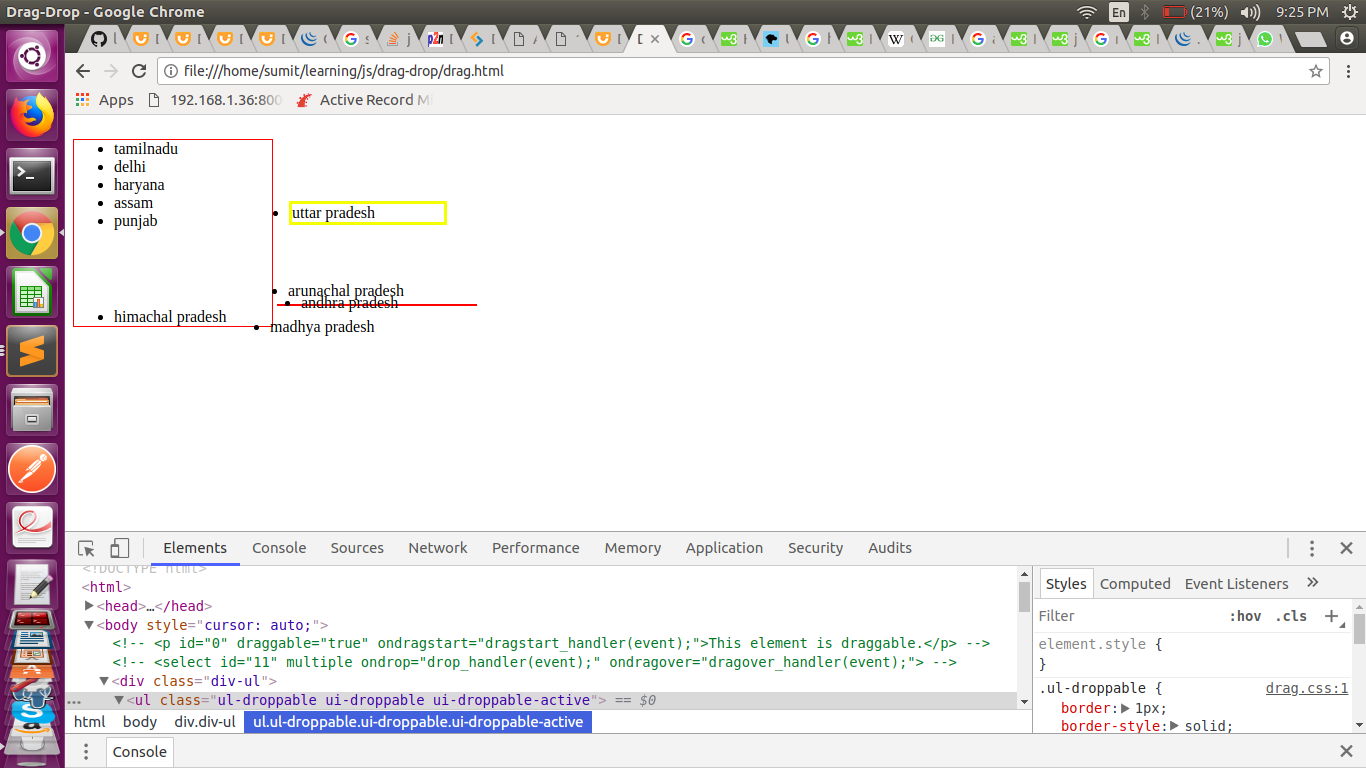 Drag-Drop - Google Chrome
En (21%) 9:25 PM
file:///home/sumit/learning/js/drag-drop/drag.html
Apps 192.168.1.36:800 Active Record Mi
tamilnadu
delhi
haryana
assam
punjab
uttar pradesh
arunachal pradesh
andhra pradesh
himachal pradesh
madhya pradesh
Elements Console Sources Network Performance Memory Application Security Audits
<!DOCTYPE html>
<html>
<head>…</head>
<body style="cursor: auto;">
<!-- <p id="0" draggable="true" ondragstart="dragstart_handler(event);">This element is draggable.</p> -->
<!-- <select id="11" multiple ondrop="drop_handler(event);" ondragover="dragover_handler(event);"> -->
<div class="div-ul">
... <ul class="ul-droppable ui-droppable ui-droppable-active"> == $0
html body div.div-ul ul.ul-droppable.ui-droppable.ui-droppable-active
Styles Computed Event Listeners »
Filter :hov .cls +
element.style {
}
.ul-droppable { drag.css:1
border: 1px;
border-style: solid;
Console